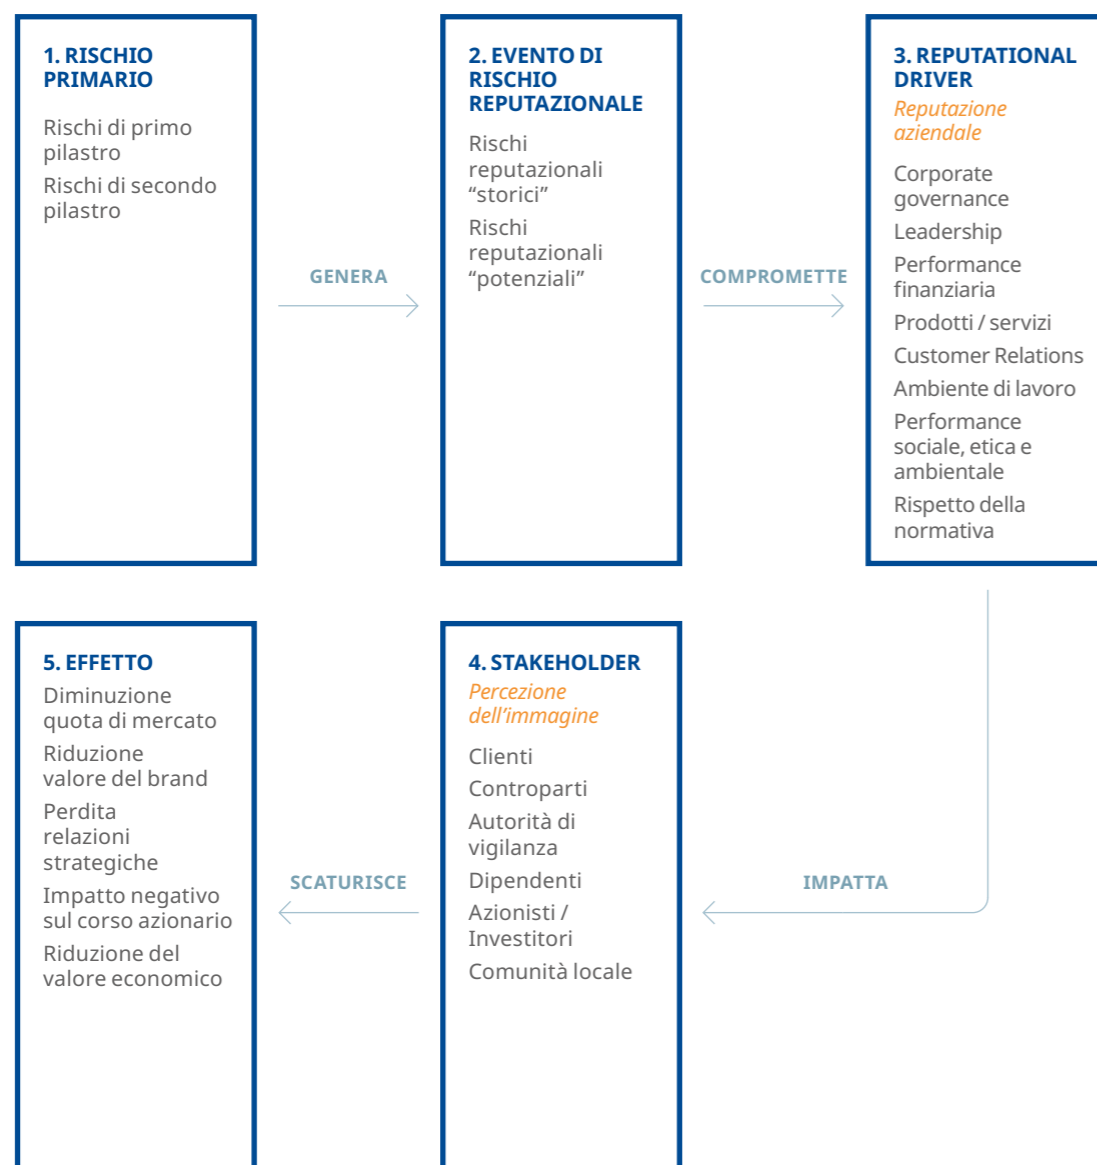 1. RISCHIO
PRIMARIO
Rischi di primo
pilastro
Rischi di secondo
pilastro
GENERA
2. EVENTO DI
RISCHIO
REPUTAZIONALE
Rischi
reputazionali
“storici”
Rischi
reputazionali
“potenziali”
COMPROMETTE
3. REPUTATIONAL
DRIVER
Reputazione
aziendale
Corporate
governance
Leadership
Performance
finanziaria
Prodotti / servizi
Customer Relations
Ambiente di lavoro
Performance
sociale, etica e
ambientale
Rispetto della
normativa
IMPATTA
4. STAKEHOLDER
Percezione
dell’immagine
Clienti
Controparti
Autorità di
vigilanza
Dipendenti
Azionisti /
Investitori
Comunità locale
SCATURISCE
5. EFFETTO
Diminuzione
quota di mercato
Riduzione
valore del brand
Perdita
relazioni
strategiche
Impatto negativo
sul corso azionario
Riduzione del
valore economico